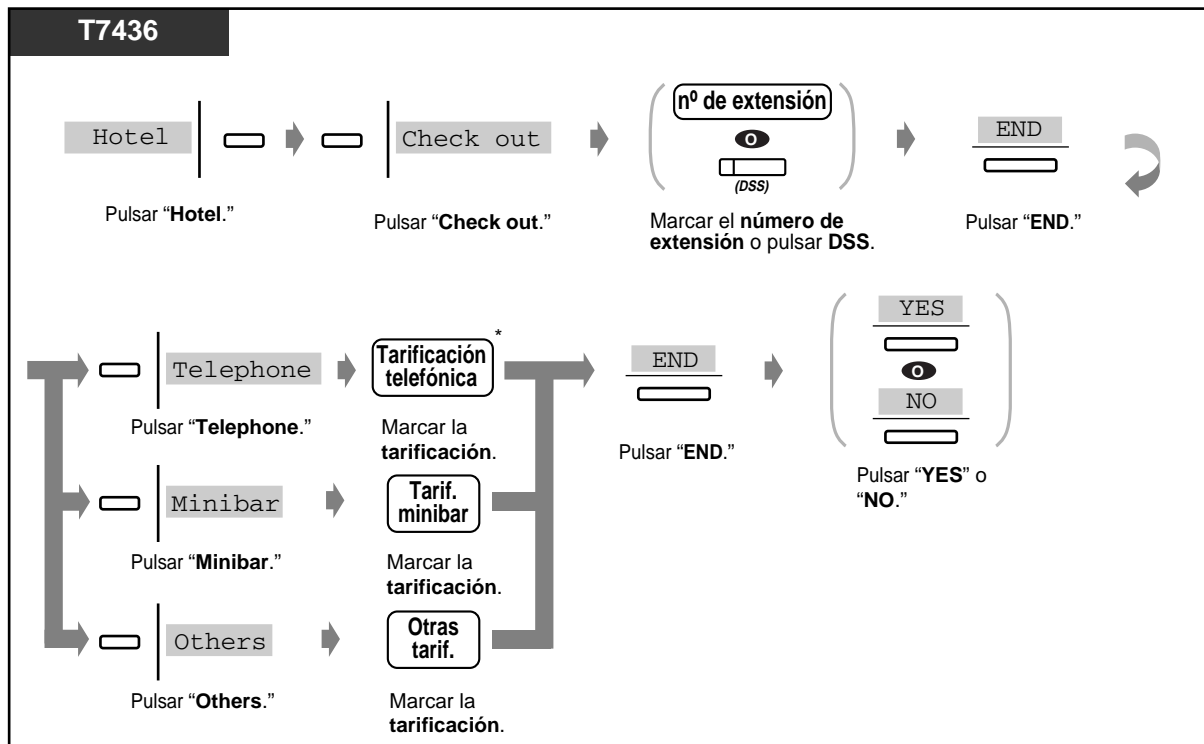 T7436
Hotel
Check out
nº de extensión
O
(DSS)
END
Pulsar “Hotel.”
Pulsar “Check out.”
Marcar el número de
extensión o pulsar DSS.
Pulsar “END.”
Telephone
Tarificación
telefónica
*
END
YES
O
NO
Pulsar “Telephone.”
Marcar la
tarificación.
Pulsar “END.”
Pulsar “YES” o
“NO.”
Minibar
Tarif.
minibar
Pulsar “Minibar.”
Marcar la
tarificación.
Others
Otras
tarif.
Pulsar “Others.”
Marcar la
tarificación.